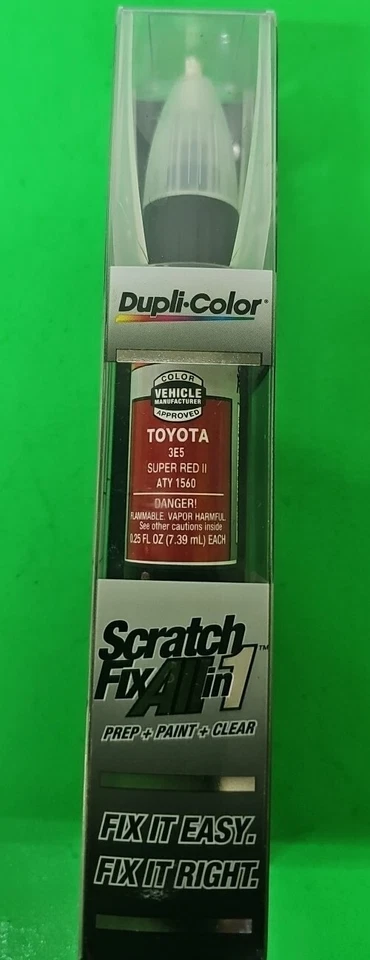 Dupli-Color®
COLOR
VEHICLE
MANUFACTURER
APPROVED
TOYOTA
3E5
SUPER RED II
ATY 1560
DANGER!
FLAMMABLE. VAPOR HARMFUL.
See other cautions inside
0.25 FL OZ (7.39 mL) EACH
Scratch
Fix All in 1™
PREP + PAINT + CLEAR
FIX IT EASY.
FIX IT RIGHT.